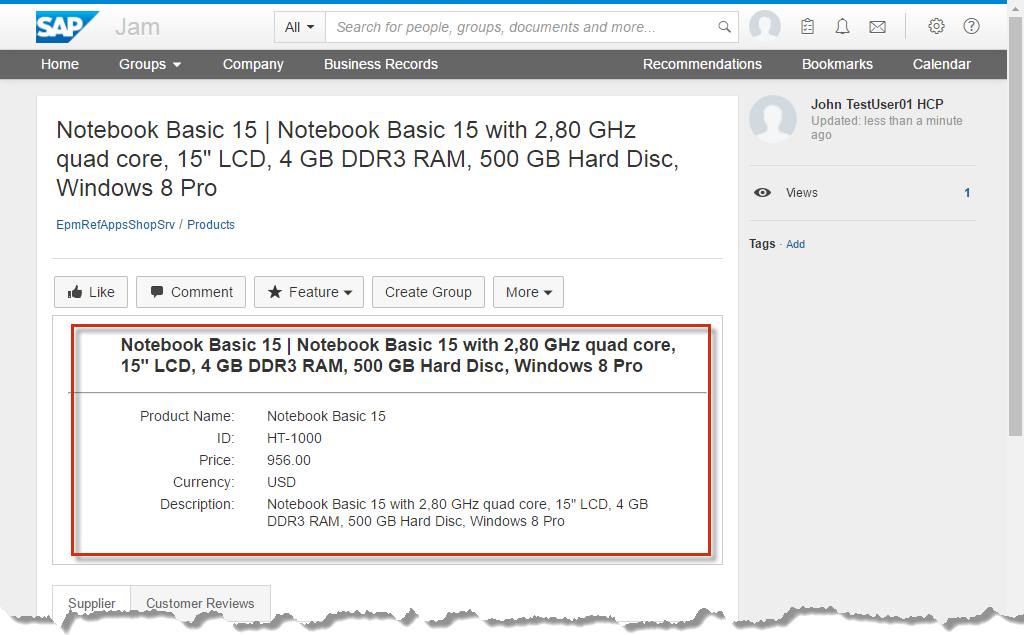 SAP Jam
All Search for people, groups, documents and more...
Home Groups Company Business Records Recommendations Bookmarks Calendar
Notebook Basic 15 | Notebook Basic 15 with 2,80 GHz
quad core, 15" LCD, 4 GB DDR3 RAM, 500 GB Hard Disc,
Windows 8 Pro
EpmRefAppsShopSrv / Products
Like Comment Feature Create Group More
Notebook Basic 15 | Notebook Basic 15 with 2,80 GHz quad core,
15" LCD, 4 GB DDR3 RAM, 500 GB Hard Disc, Windows 8 Pro
Product Name: Notebook Basic 15
ID: HT-1000
Price: 956.00
Currency: USD
Description: Notebook Basic 15 with 2,80 GHz quad core, 15" LCD, 4 GB
DDR3 RAM, 500 GB Hard Disc, Windows 8 Pro
Supplier Customer Reviews
John TestUser01 HCP
Updated: less than a minute
ago
Views 1
Tags · Add